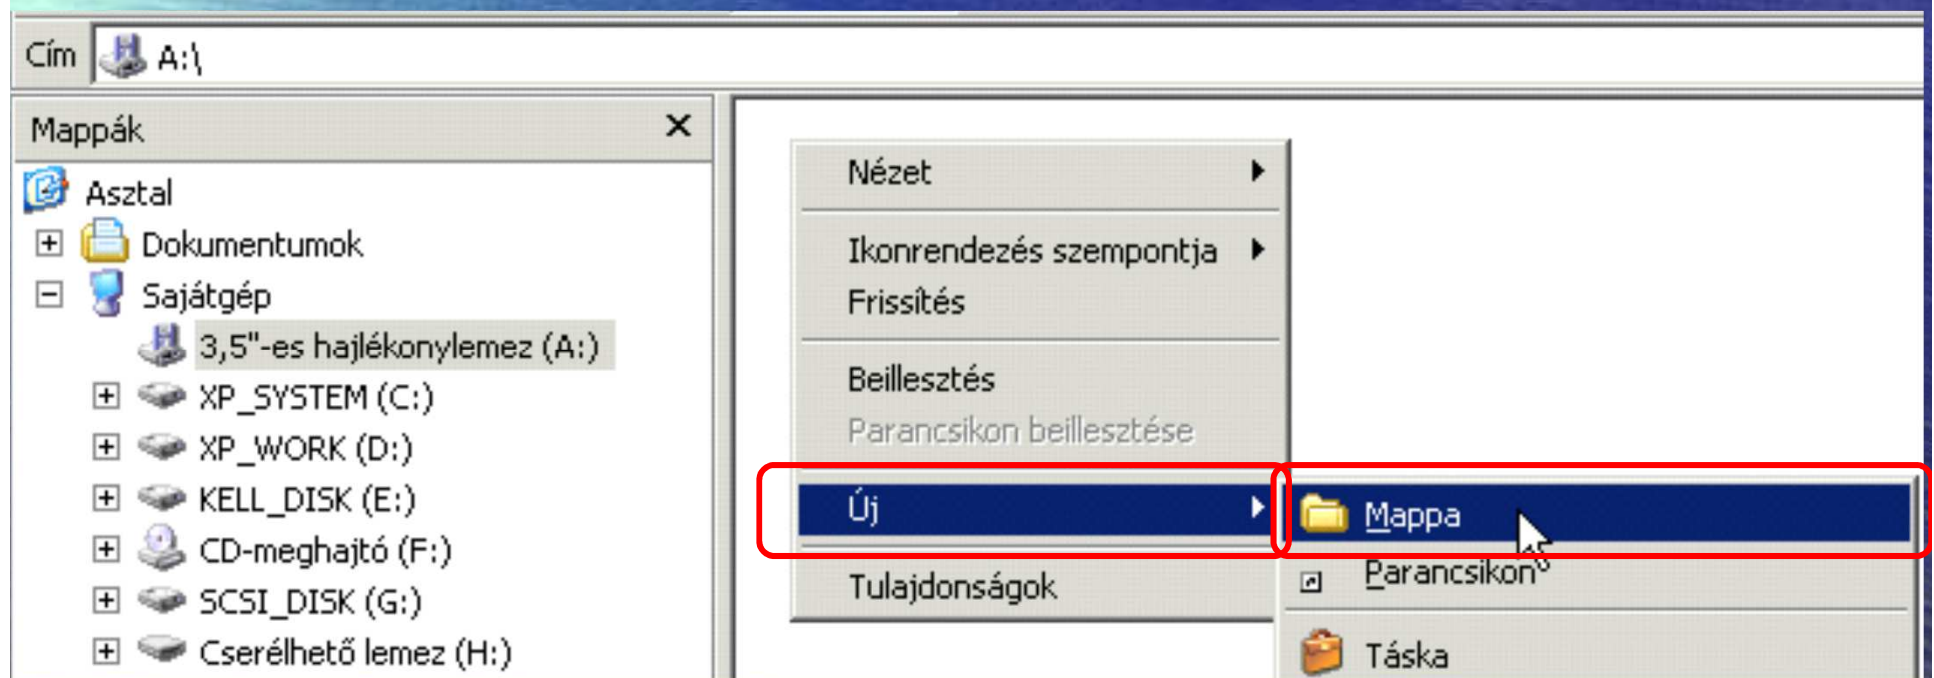 Cím A:\
Mappák
Asztal
Dokumentumok
Sajátgép
3,5"-es hajlékonylemez (A:)
XP_SYSTEM (C:)
XP_WORK (D:)
KELL_DISK (E:)
CD-meghajtó (F:)
SCSI_DISK (G:)
Cserélhető lemez (H:)
Nézet
Ikonrendezés szempontja
Frissítés
Beillesztés
Parancsikon beillesztése
Új
Tulajdonságok
Mappa
Parancsikon
Táska